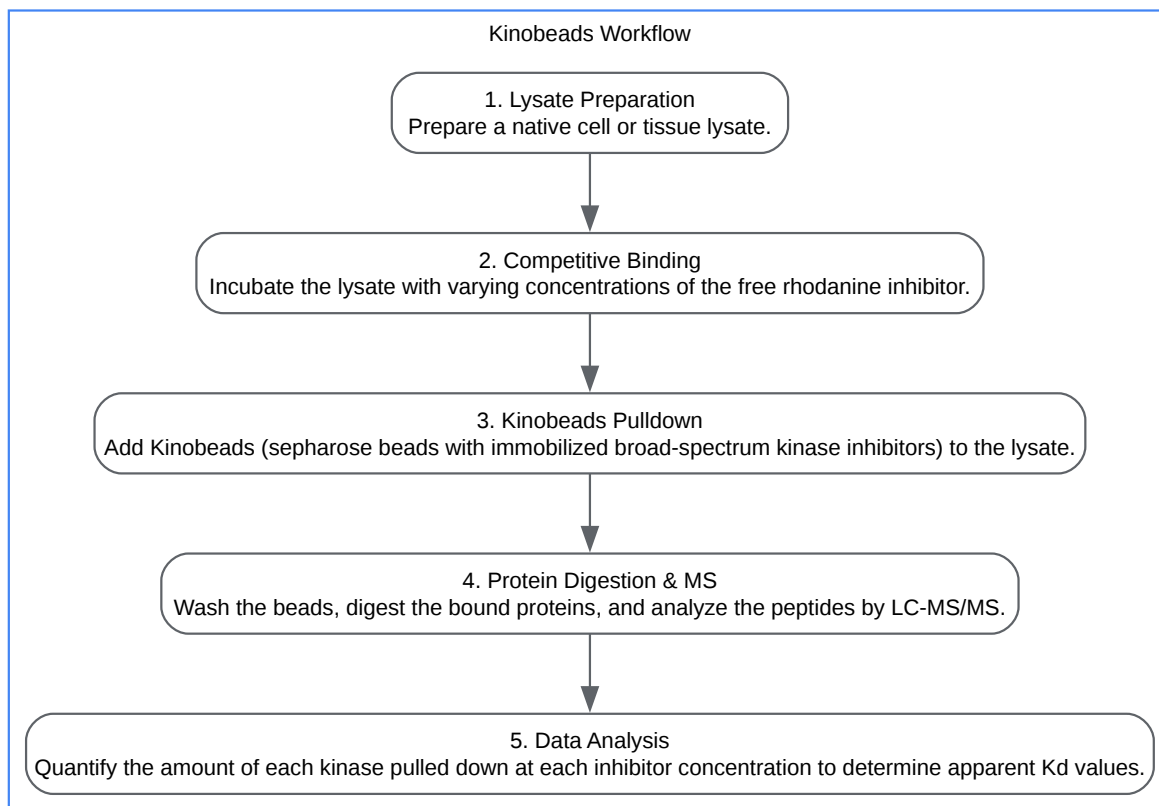 Kinobeads Workflow
1. Lysate Preparation
Prepare a native cell or tissue lysate.
2. Competitive Binding
Incubate the lysate with varying concentrations of the free rhodanine inhibitor.
3. Kinobeads Pulldown
Add Kinobeads (sepharose beads with immobilized broad-spectrum kinase inhibitors) to the lysate.
4. Protein Digestion & MS
Wash the beads, digest the bound proteins, and analyze the peptides by LC-MS/MS.
5. Data Analysis
Quantify the amount of each kinase pulled down at each inhibitor concentration to determine apparent Kd values.